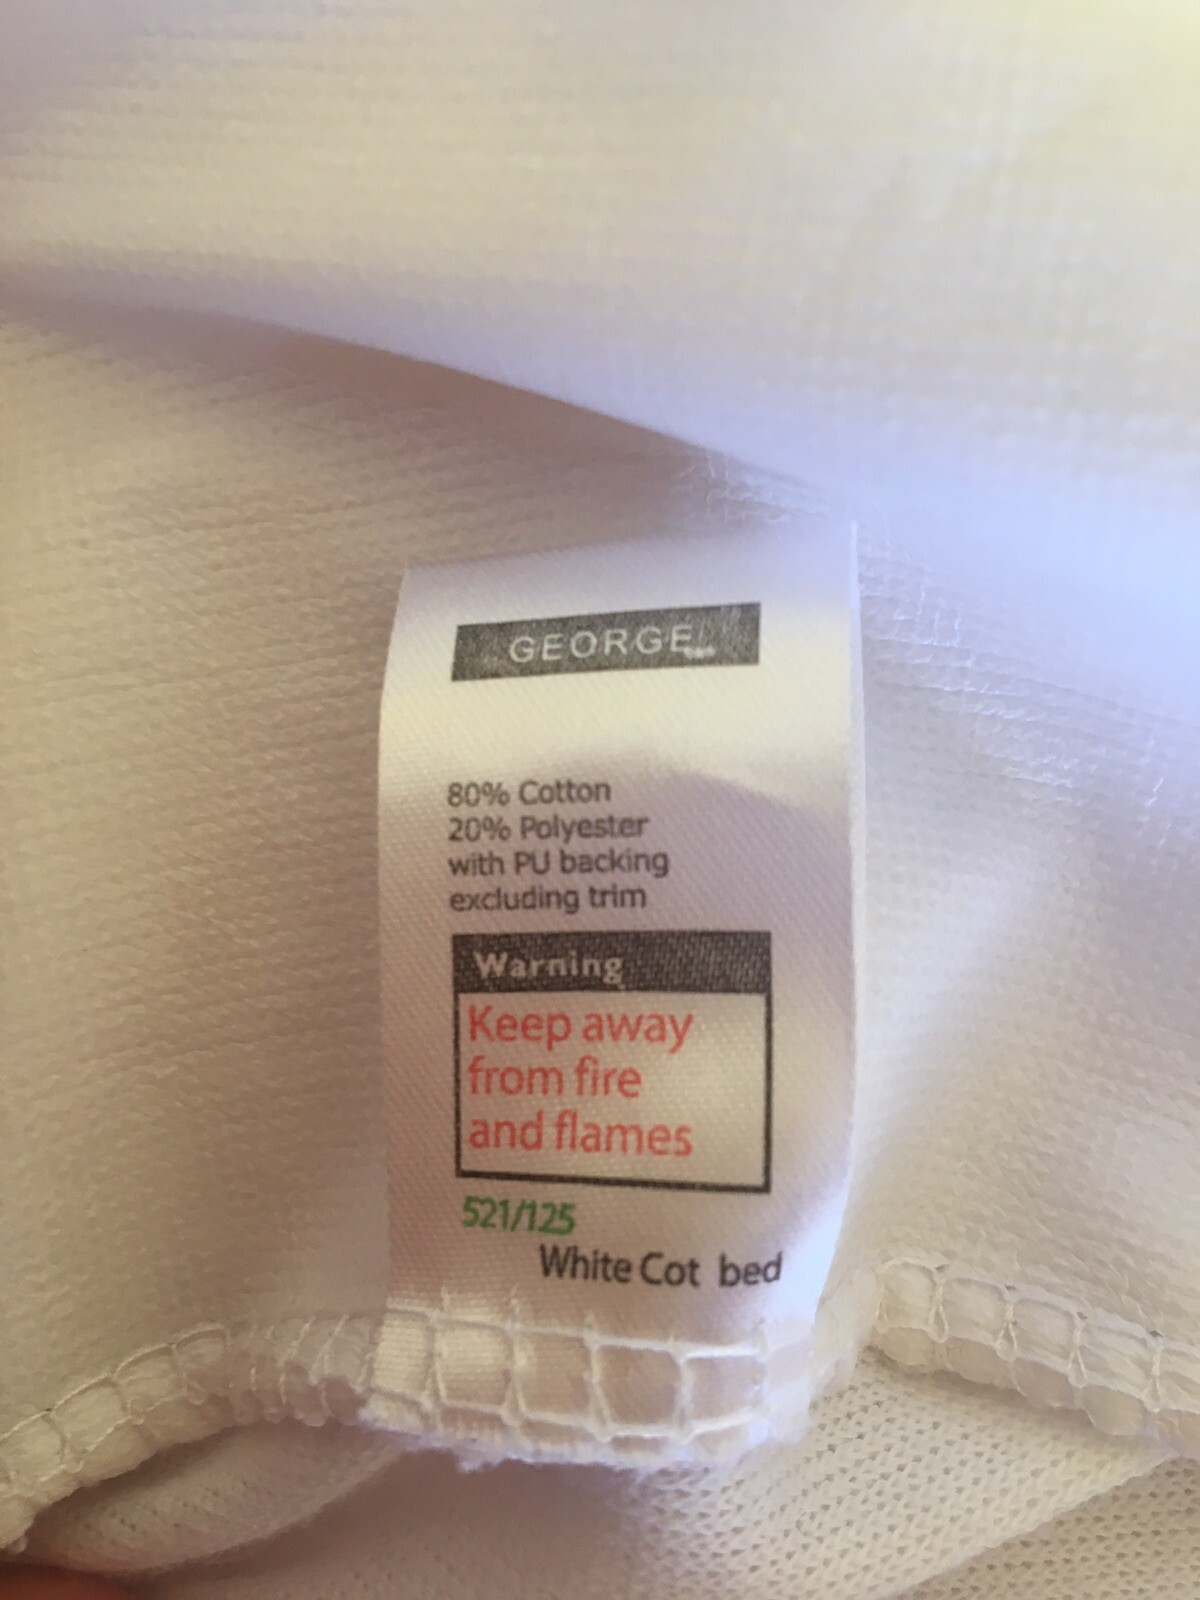 GEORGE
80% Cotton
20% Polyester
with PU backing
excluding trim
Warning
Keep away
from fire
and flames
521/125
White Cot bed